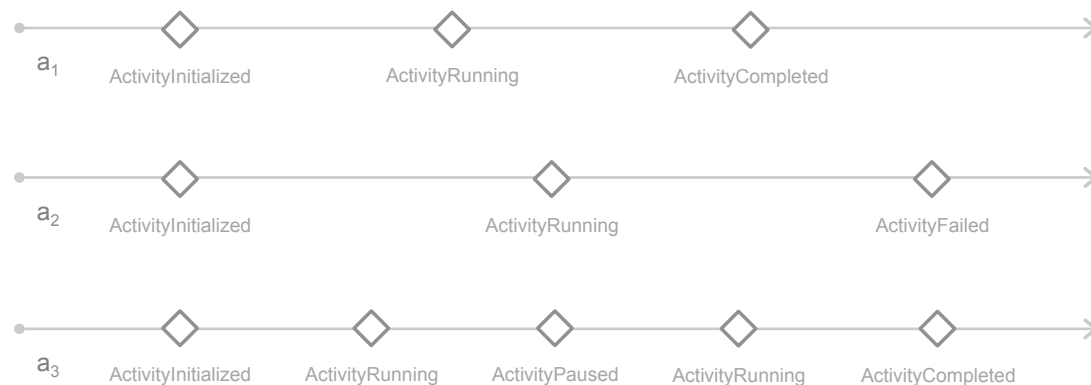 a1
ActivityInitialized ActivityRunning ActivityCompleted
a2
ActivityInitialized ActivityRunning ActivityFailed
a3
ActivityInitialized ActivityRunning ActivityPaused ActivityRunning ActivityCompleted